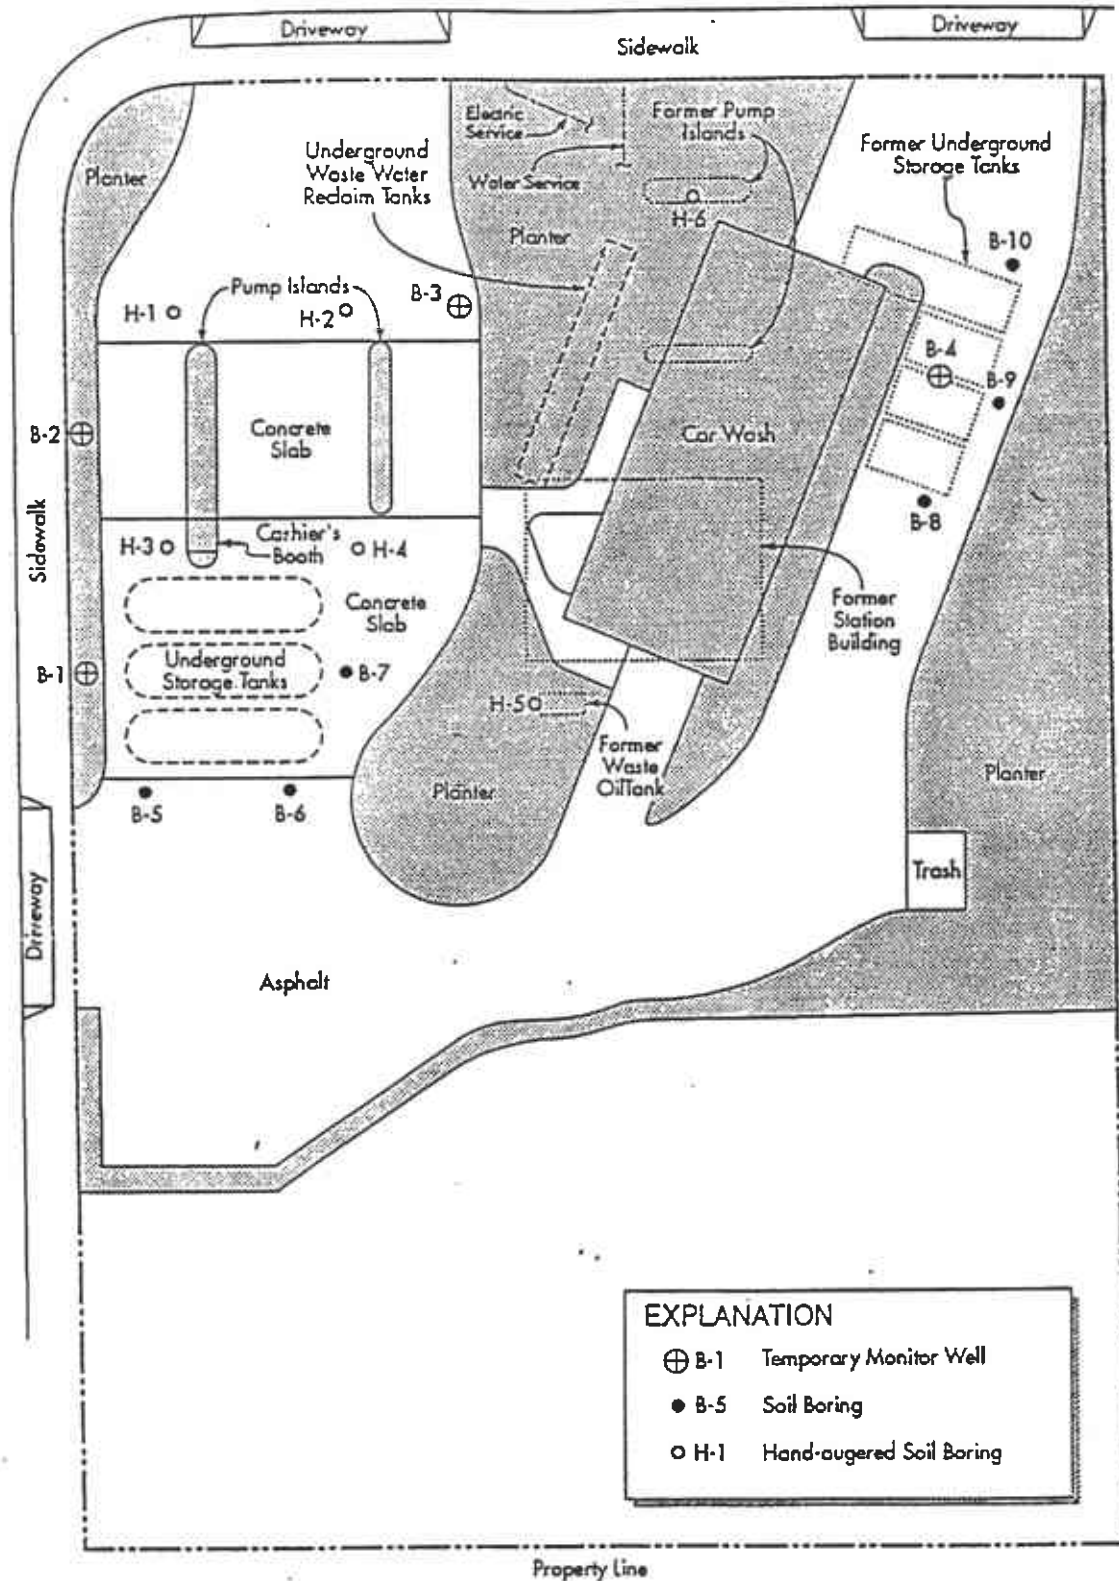 Driveway
Sidewalk
Driveway
Electric
Service
Former Pump
Islands
Underground
Waste Water
Reclaim Tanks
Former Underground
Storage Tanks
Planter
Water Service
H-6
Planter
B-10
Pump Islands
B-3
H-1
H-2
B-4
B-9
B-2
Concrete
Slab
Car Wash
B-8
Sidewalk
H-3
Cashier's
Booth
H-4
Concrete
Slab
Former
Station
Building
Underground
Storage Tanks
B-1
B-7
H-5
Former
Waste
Oil Tank
Planter
Planter
B-5
B-6
Trash
Driveway
Asphalt
EXPLANATION
B-1 Temporary Monitor Well
B-5 Soil Boring
H-1 Hand-augered Soil Boring
Property Line